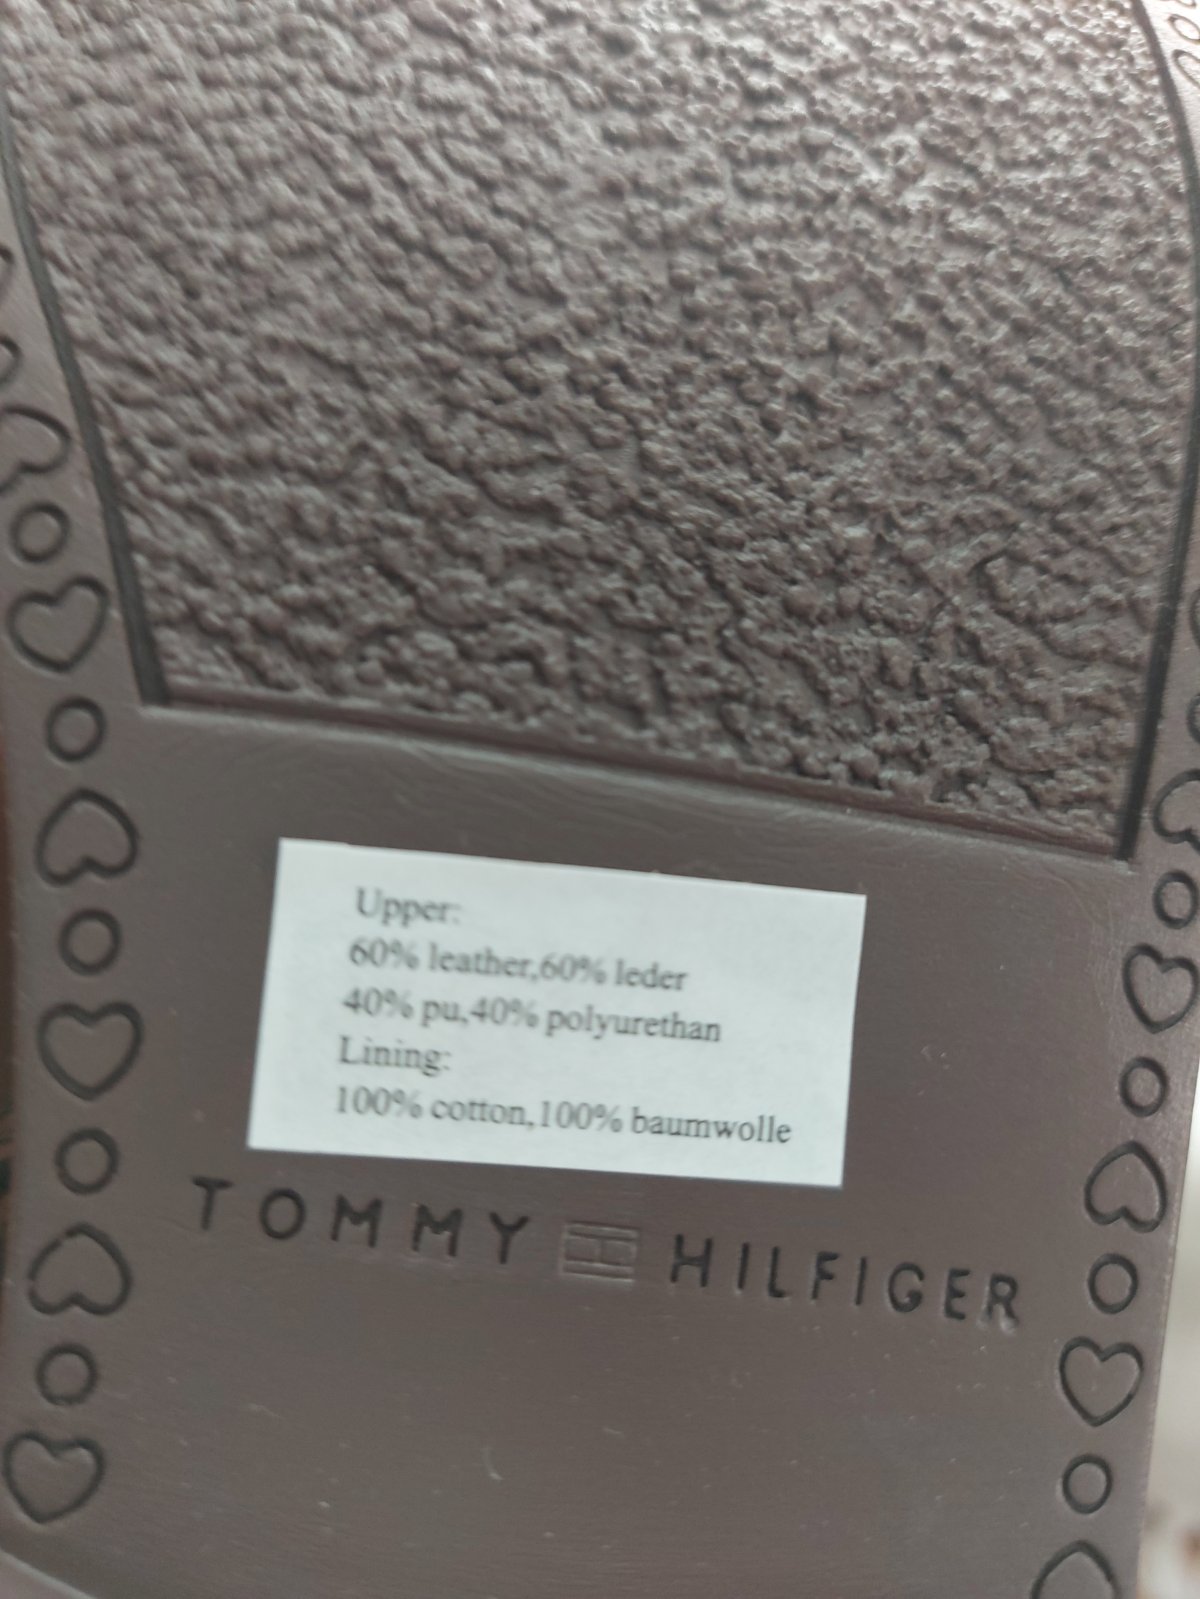 Upper:
60% leather,60% leder
40% pu,40% polyurethan
Lining:
100% cotton,100% baumwolle
TOMMY HILFIGER